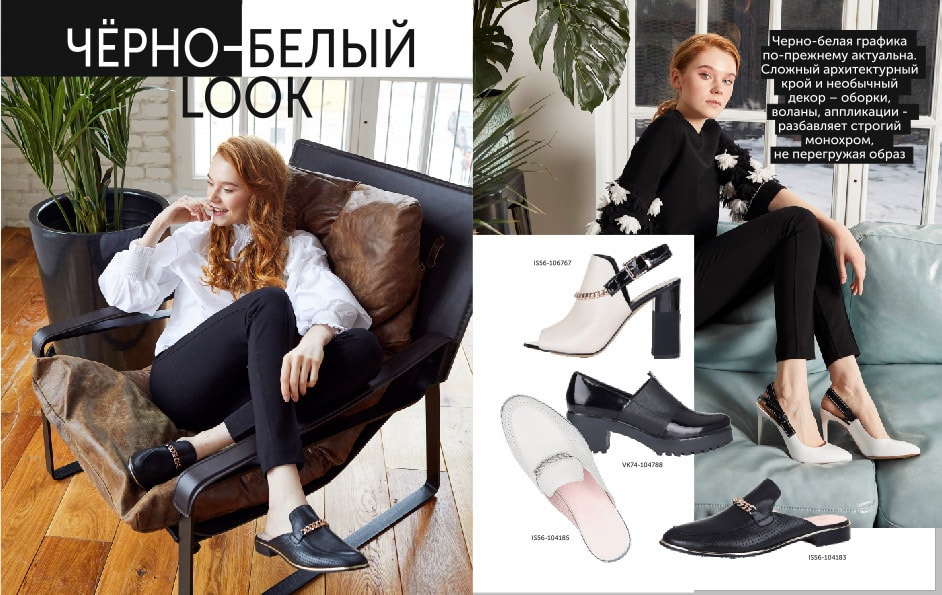 ЧЁРНО-БЕЛЫЙ
LOOK
Черно-белая графика
по-прежнему актуальна.
Сложный архитектурный
крой и необычный
декор – оборки,
воланы, аппликации -
разбавляет строгий
монохром,
не перегружая образ
IS56-106767
VK74-104788
IS56-104185
IS56-104183